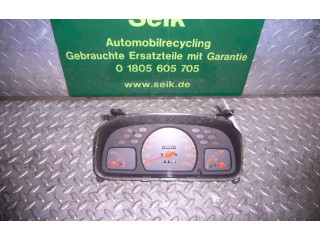 Seik
Automobilrecycling
Gebrauchte Ersatzteile mit Garantie
0 1805 605 705
www.seik.de